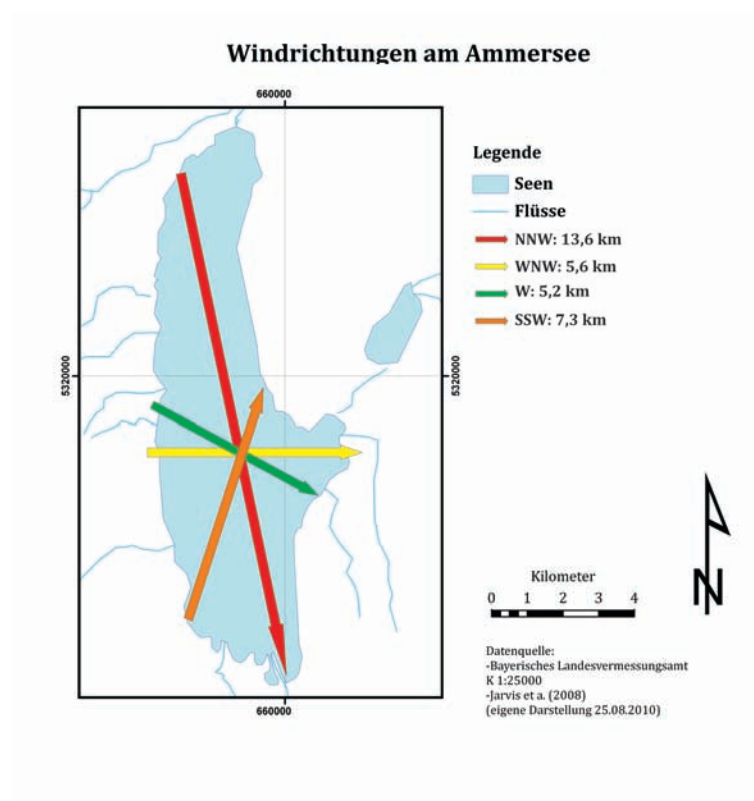 Windrichtungen am Ammersee
660000
5320000
5320000
660000
Legende
Seen
Flüsse
NNW: 13,6 km
WNW: 5,6 km
W: 5,2 km
SSW: 7,3 km
N
Kilometer
0 1 2 3 4
Datenquelle:
-Bayerisches Landesvermessungsamt
K 1:25000
-Jarvis et a. (2008)
(eigene Darstellung 25.08.2010)